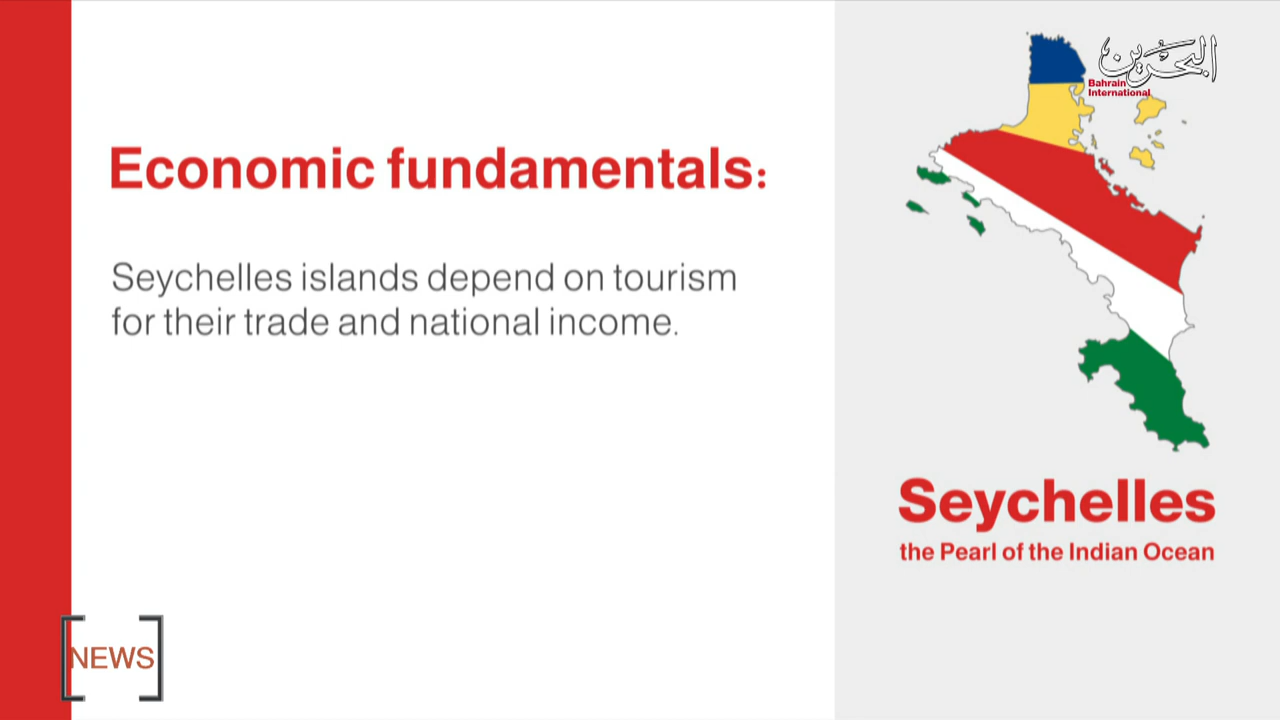 Economic fundamentals:
Seychelles islands depend on tourism
for their trade and national income.
البحرين
Bahrain
International
Seychelles
the Pearl of the Indian Ocean
NEWS